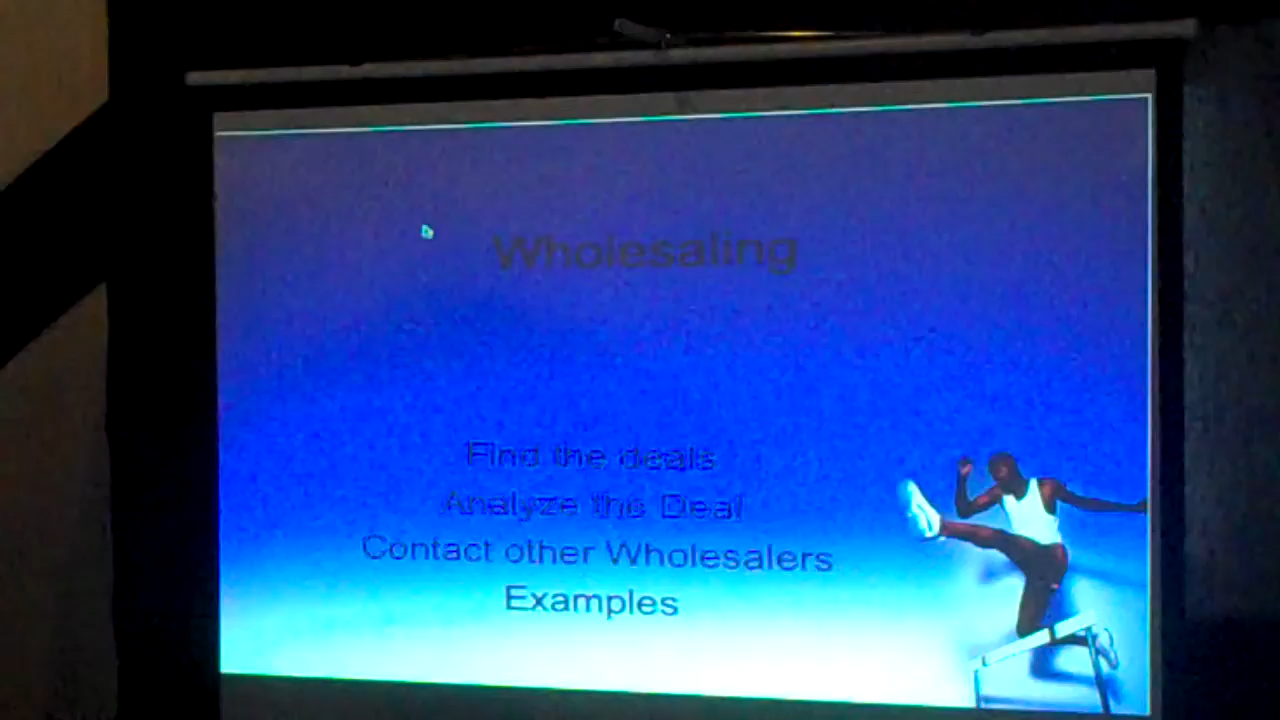 Wholesaling
Find the deals
Analyze the Deal
Contact other Wholesalers
Examples